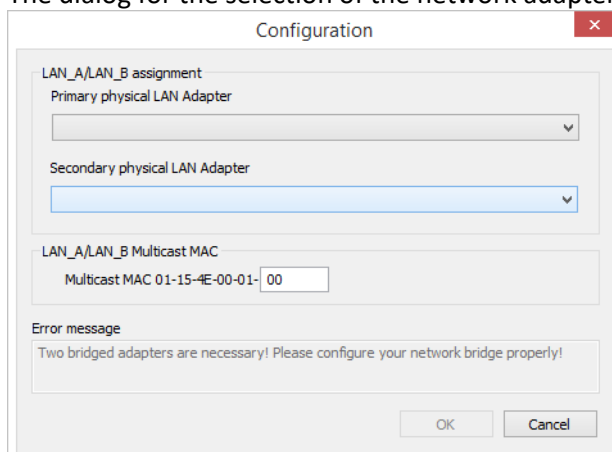 The dialog for the selection of the network adapter
Configuration
LAN_A/LAN_B assignment
Primary physical LAN Adapter
Secondary physical LAN Adapter
LAN_A/LAN_B Multicast MAC
Multicast MAC 01-15-4E-00-01- 00
Error message
Two bridged adapters are necessary! Please configure your network bridge properly!
OK Cancel